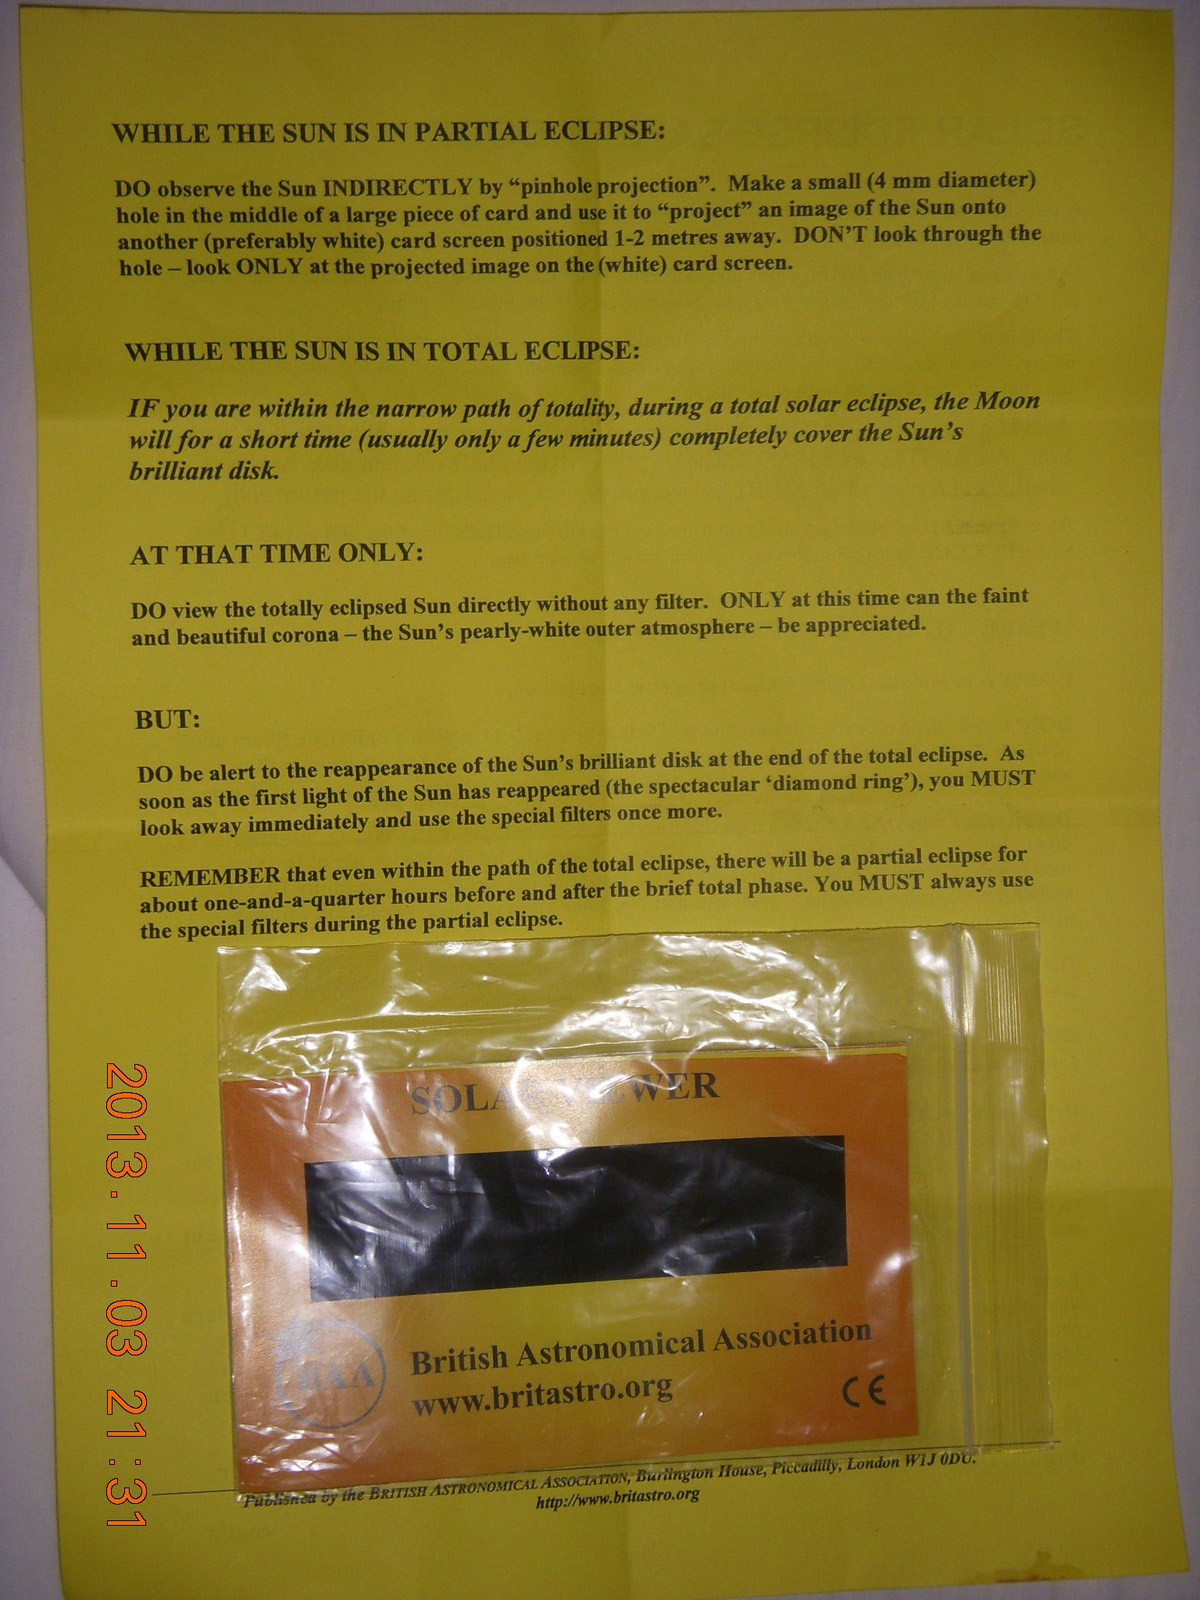 WHILE THE SUN IS IN PARTIAL ECLIPSE:
DO observe the Sun INDIRECTLY by “pinhole projection”. Make a small (4 mm diameter)
hole in the middle of a large piece of card and use it to “project” an image of the Sun onto
another (preferably white) card screen positioned 1-2 metres away. DON’T look through the
hole – look ONLY at the projected image on the (white) card screen.
WHILE THE SUN IS IN TOTAL ECLIPSE:
IF you are within the narrow path of totality, during a total solar eclipse, the Moon
will for a short time (usually only a few minutes) completely cover the Sun’s
brilliant disk.
AT THAT TIME ONLY:
DO view the totally eclipsed Sun directly without any filter. ONLY at this time can the faint
and beautiful corona – the Sun’s pearly-white outer atmosphere – be appreciated.
BUT:
DO be alert to the reappearance of the Sun’s brilliant disk at the end of the total eclipse. As
soon as the first light of the Sun has reappeared (the spectacular ‘diamond ring’), you MUST
look away immediately and use the special filters once more.
REMEMBER that even within the path of the total eclipse, there will be a partial eclipse for
about one-and-a-quarter hours before and after the brief total phase. You MUST always use
the special filters during the partial eclipse.
SOLAR VIEWER
BAA
British Astronomical Association
www.britastro.org
CE
Published by the BRITISH ASTRONOMICAL ASSOCIATION, Burlington House, Piccadilly, London W1J 0DU.
http://www.britastro.org
2013.11.03 21:31